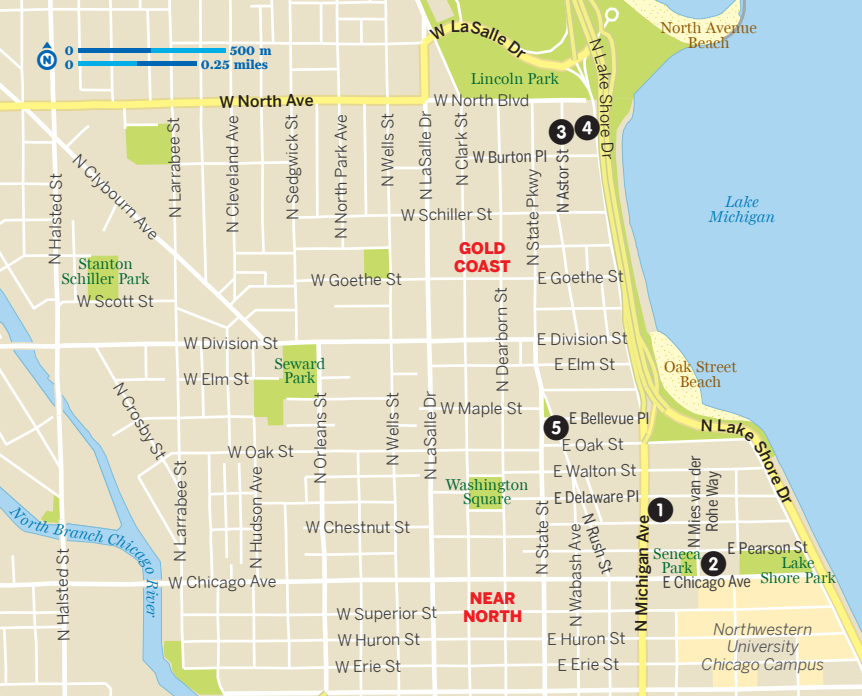 W LaSalle Dr
North Avenue
Beach
0
500 m
N
0
0.25 miles
Lincoln Park
N Lake Shore Dr
W North Ave
W North Blvd
3
4
N Halsted St
N Clybourn Ave
N Larrabee St
N Cleveland Ave
N Sedgwick St
N North Park Ave
N Wells St
N LaSalle Dr
N Clark St
W Burton Pl
N State Pkwy
N Astor St
Lake
Michigan
W Schiller St
GOLD
COAST
Stanton
Schiller Park
W Goethe St
E Goethe St
W Scott St
N Dearborn St
W Division St
E Division St
Seward
Park
E Elm St
W Elm St
Oak Street
Beach
N Crosby St
N Orleans St
N Wells St
N LaSalle Dr
W Maple St
5
E Bellevue Pl
N Lake Shore Dr
W Oak St
E Oak St
E Walton St
N Larrabee St
N Hudson Ave
Washington
Square
E Delaware Pl
N Mies van der
Rohe Way
1
North Branch Chicago River
W Chestnut St
N State St
N Wabash Ave
N Rush St
N Michigan Ave
E Pearson St
Seneca
Park
2
Lake
Shore Park
N Halsted St
W Chicago Ave
E Chicago Ave
NEAR
NORTH
W Superior St
W Huron St
E Huron St
W Erie St
E Erie St
Northwestern
University
Chicago Campus